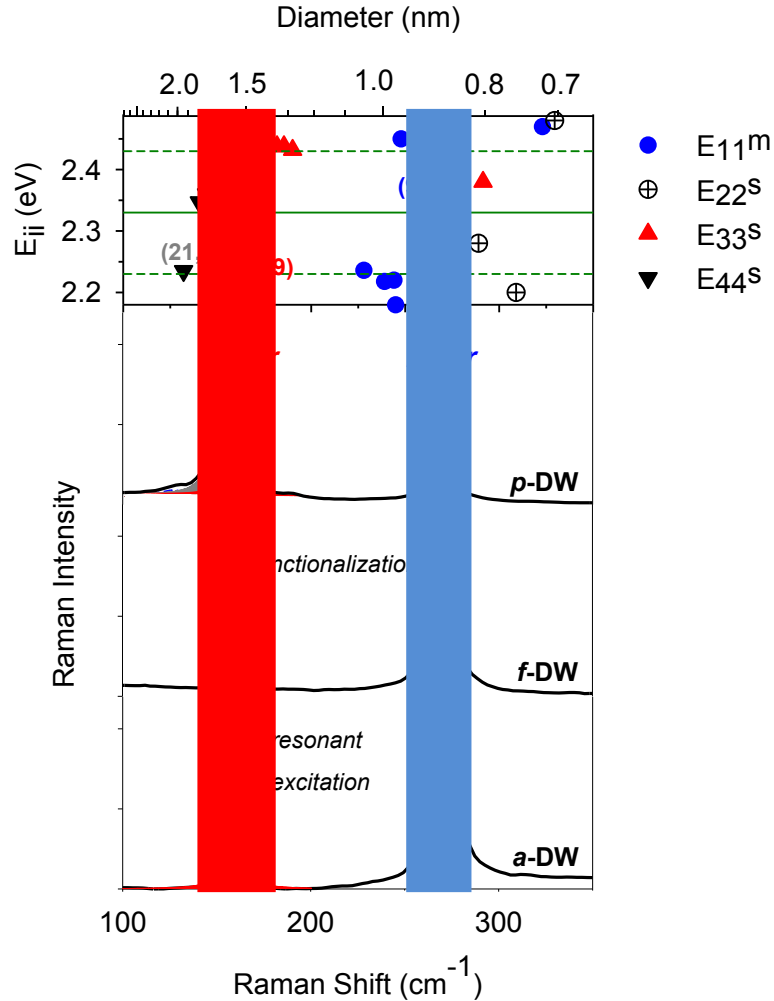 Diameter (nm)
2.0 1.5 1.0 0.8 0.7
E11m
E22s
E33s
E44s
Eii (eV)
2.4
2.3
2.2
(21,
9)
p-DW
Raman Intensity
f-DW
resonant
excitation
a-DW
100 200 300
Raman Shift (cm-1)